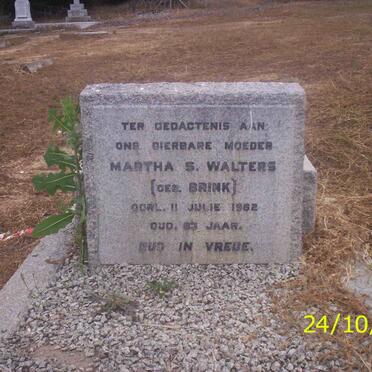 TER GEDACTENIS AAN
ONS DIERBARE MOEDER
MARTHA S. WALTERS
[GEB. BRINK]
OORL. 11 JULIE 1962
OUD. 83 JAAR.
RUS IN VREDE.
24/10/